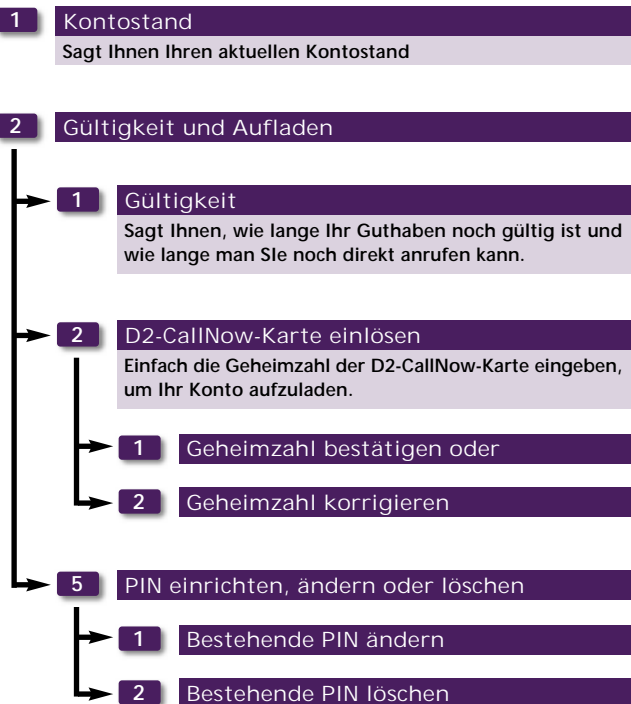 1 Kontostand
Sagt Ihnen Ihren aktuellen Kontostand
2 Gültigkeit und Aufladen
1 Gültigkeit
Sagt Ihnen, wie lange Ihr Guthaben noch gültig ist und
wie lange man SIe noch direkt anrufen kann.
2 D2-CallNow-Karte einlösen
Einfach die Geheimzahl der D2-CallNow-Karte eingeben,
um Ihr Konto aufzuladen.
1 Geheimzahl bestätigen oder
2 Geheimzahl korrigieren
5 PIN einrichten, ändern oder löschen
1 Bestehende PIN ändern
2 Bestehende PIN löschen